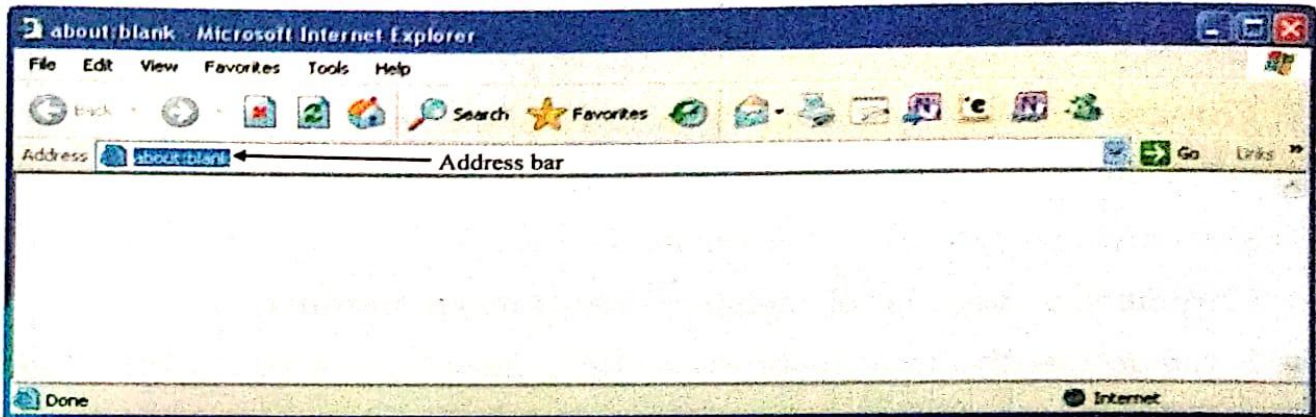 about:blank - Microsoft Internet Explorer
File Edit View Favorites Tools Help
Back Search Favorites
Address about:blank Address bar Go Links »
Done Internet